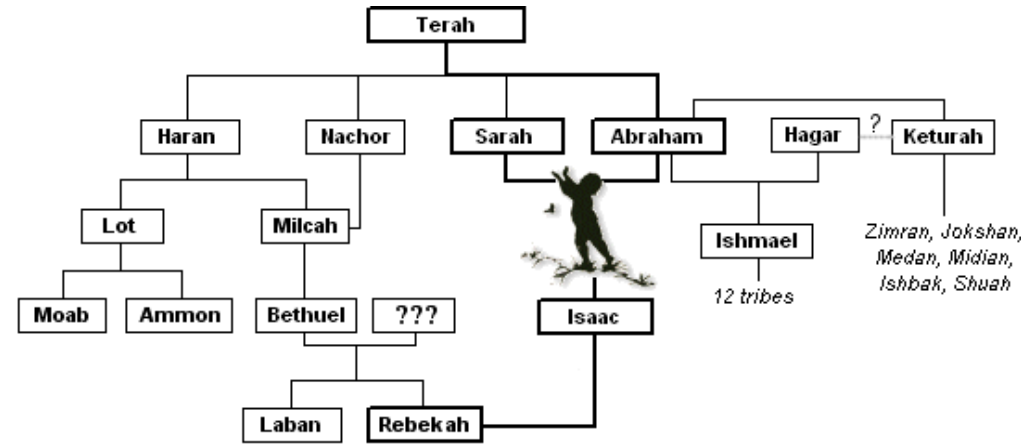 Terah
Haran
Nachor
Sarah
Abraham
Hagar
?
Keturah
Lot
Milcah
Ishmael
Zimran, Jokshan,
Medan, Midian,
Ishbak, Shuah
12 tribes
Moab
Ammon
Bethuel
???
Isaac
Laban
Rebekah